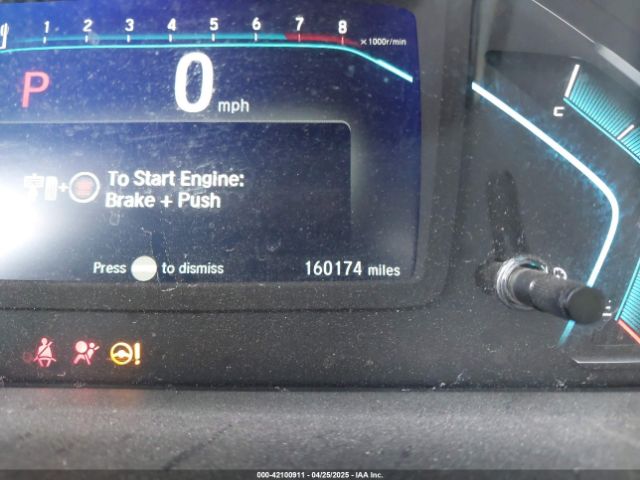 1 2 3 4 5 6 7 8
x1000r/min
P
0 mph
C
To Start Engine:
Brake + Push
Press to dismiss
160174 miles
000-42100911 - 04/25/2025 - IAA Inc.